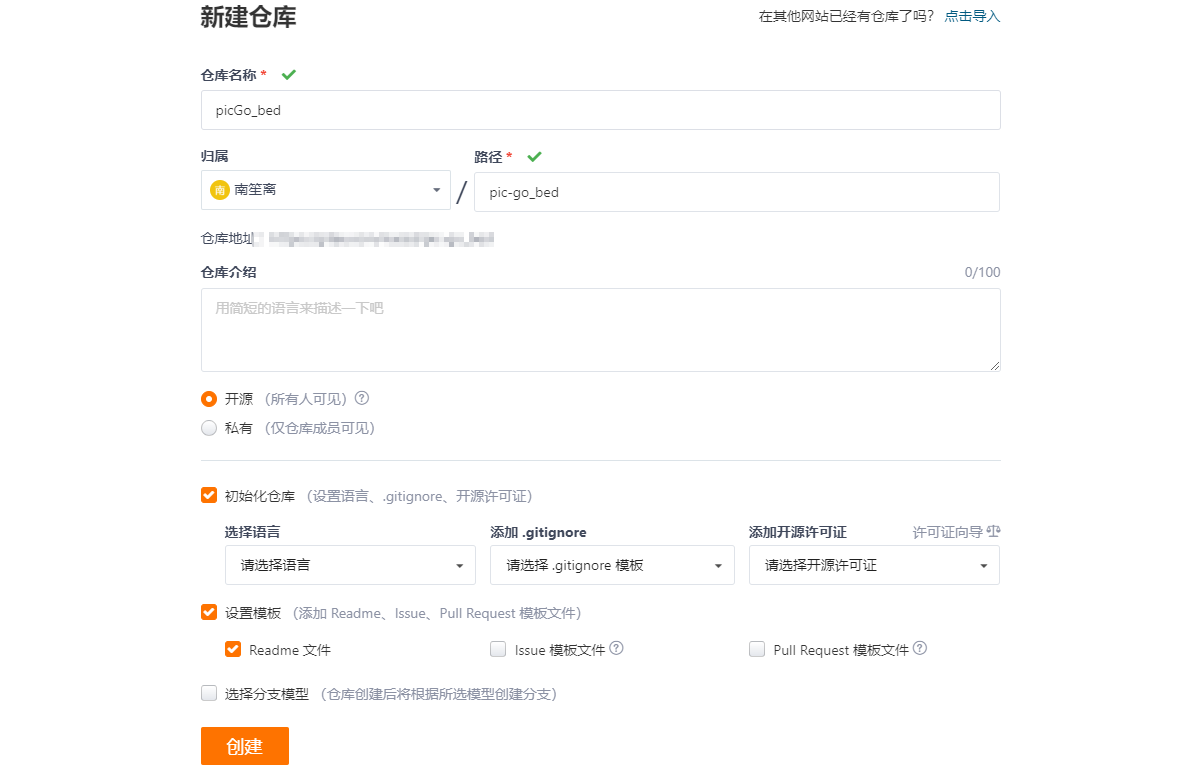 新建仓库
在其他网站已经有仓库了吗? 点击导入
仓库名称 *
picGo_bed
归属
路径 *
南 南笙离 / pic-go_bed
仓库地址
仓库介绍 0/100
用简短的语言来描述一下吧
开源 (所有人可见)
私有 (仅仓库成员可见)
初始化仓库 (设置语言、.gitignore、开源许可证)
选择语言 添加 .gitignore 添加开源许可证 许可证向导
请选择语言 请选择 .gitignore 模板 请选择开源许可证
设置模板 (添加 Readme、Issue、Pull Request 模板文件)
Readme 文件 Issue 模板文件 Pull Request 模板文件
选择分支模型 (仓库创建后将根据所选模型创建分支)
创建